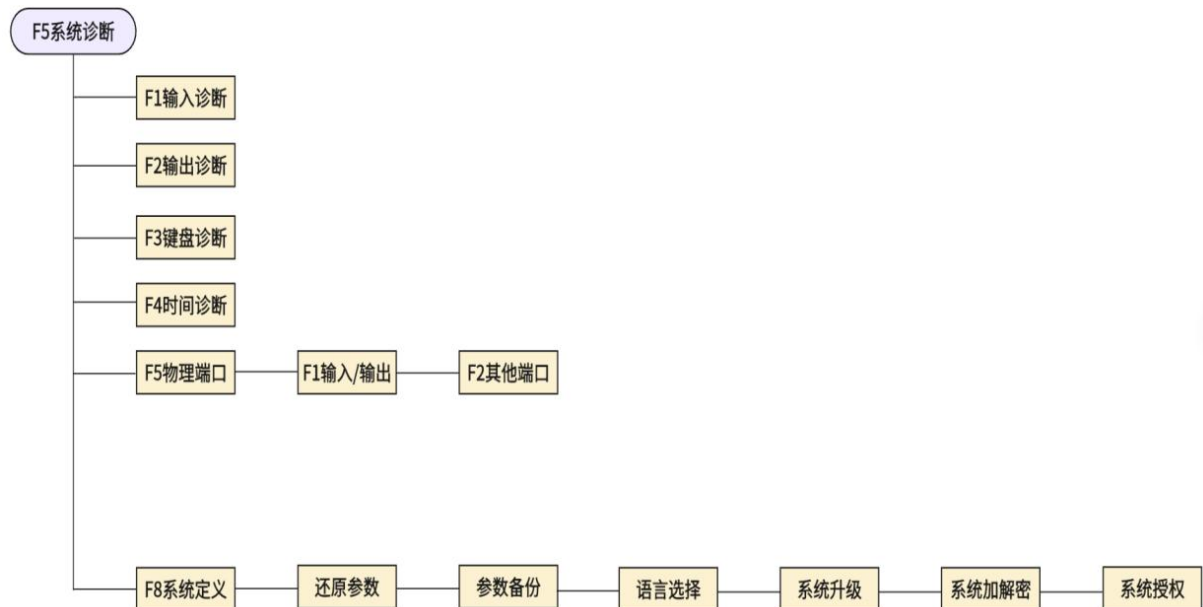 F5系统诊断
F1输入诊断
F2输出诊断
F3键盘诊断
F4时间诊断
F5物理端口
F1输入/输出
F2其他端口
F8系统定义
还原参数
参数备份
语言选择
系统升级
系统加解密
系统授权